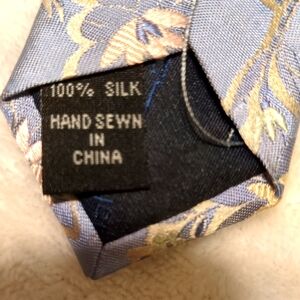 100% SILK
HAND SEWN
IN
CHINA